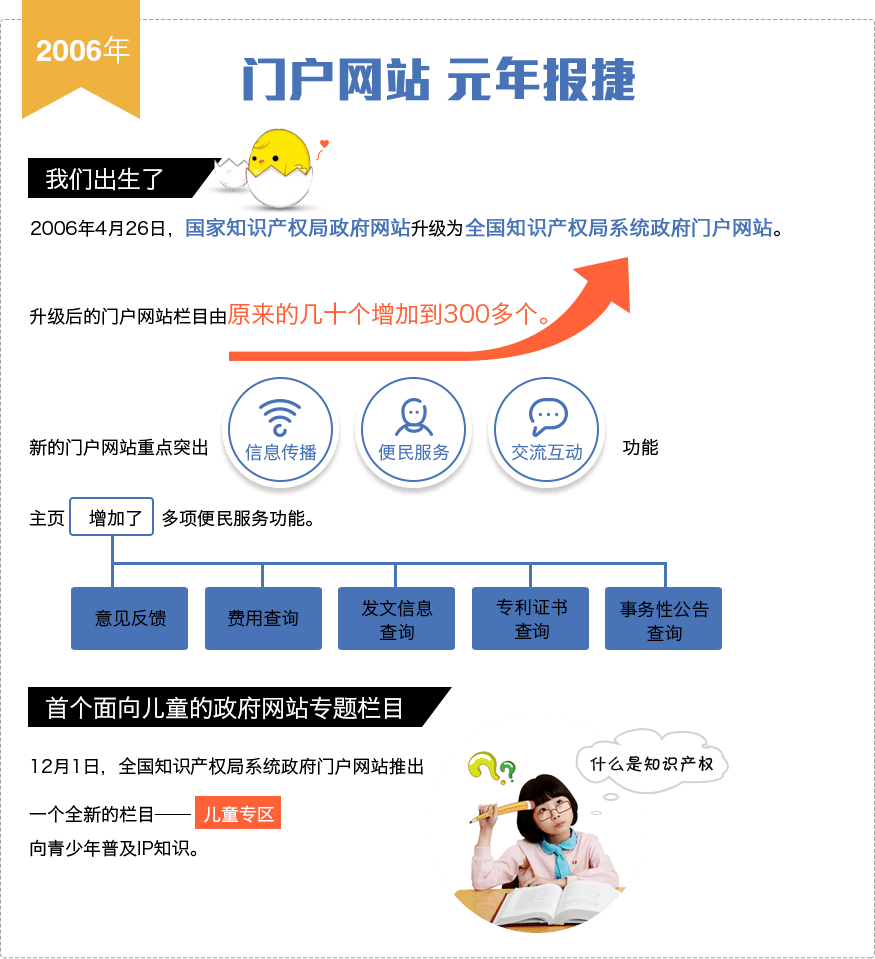 2006年
门户网站 元年报捷
我们出生了
2006年4月26日，国家知识产权局政府网站升级为全国知识产权局系统政府门户网站。
升级后的门户网站栏目由原来的几十个增加到300多个。
新的门户网站重点突出 信息传播 便民服务 交流互动 功能
主页 增加了 多项便民服务功能。
意见反馈 费用查询 发文信息 专利证书 事务性公告
查询 查询 查询
首个面向儿童的政府网站专题栏目
12月1日，全国知识产权局系统政府门户网站推出
什么是知识产权
一个全新的栏目—— 儿童专区
向青少年普及IP知识。